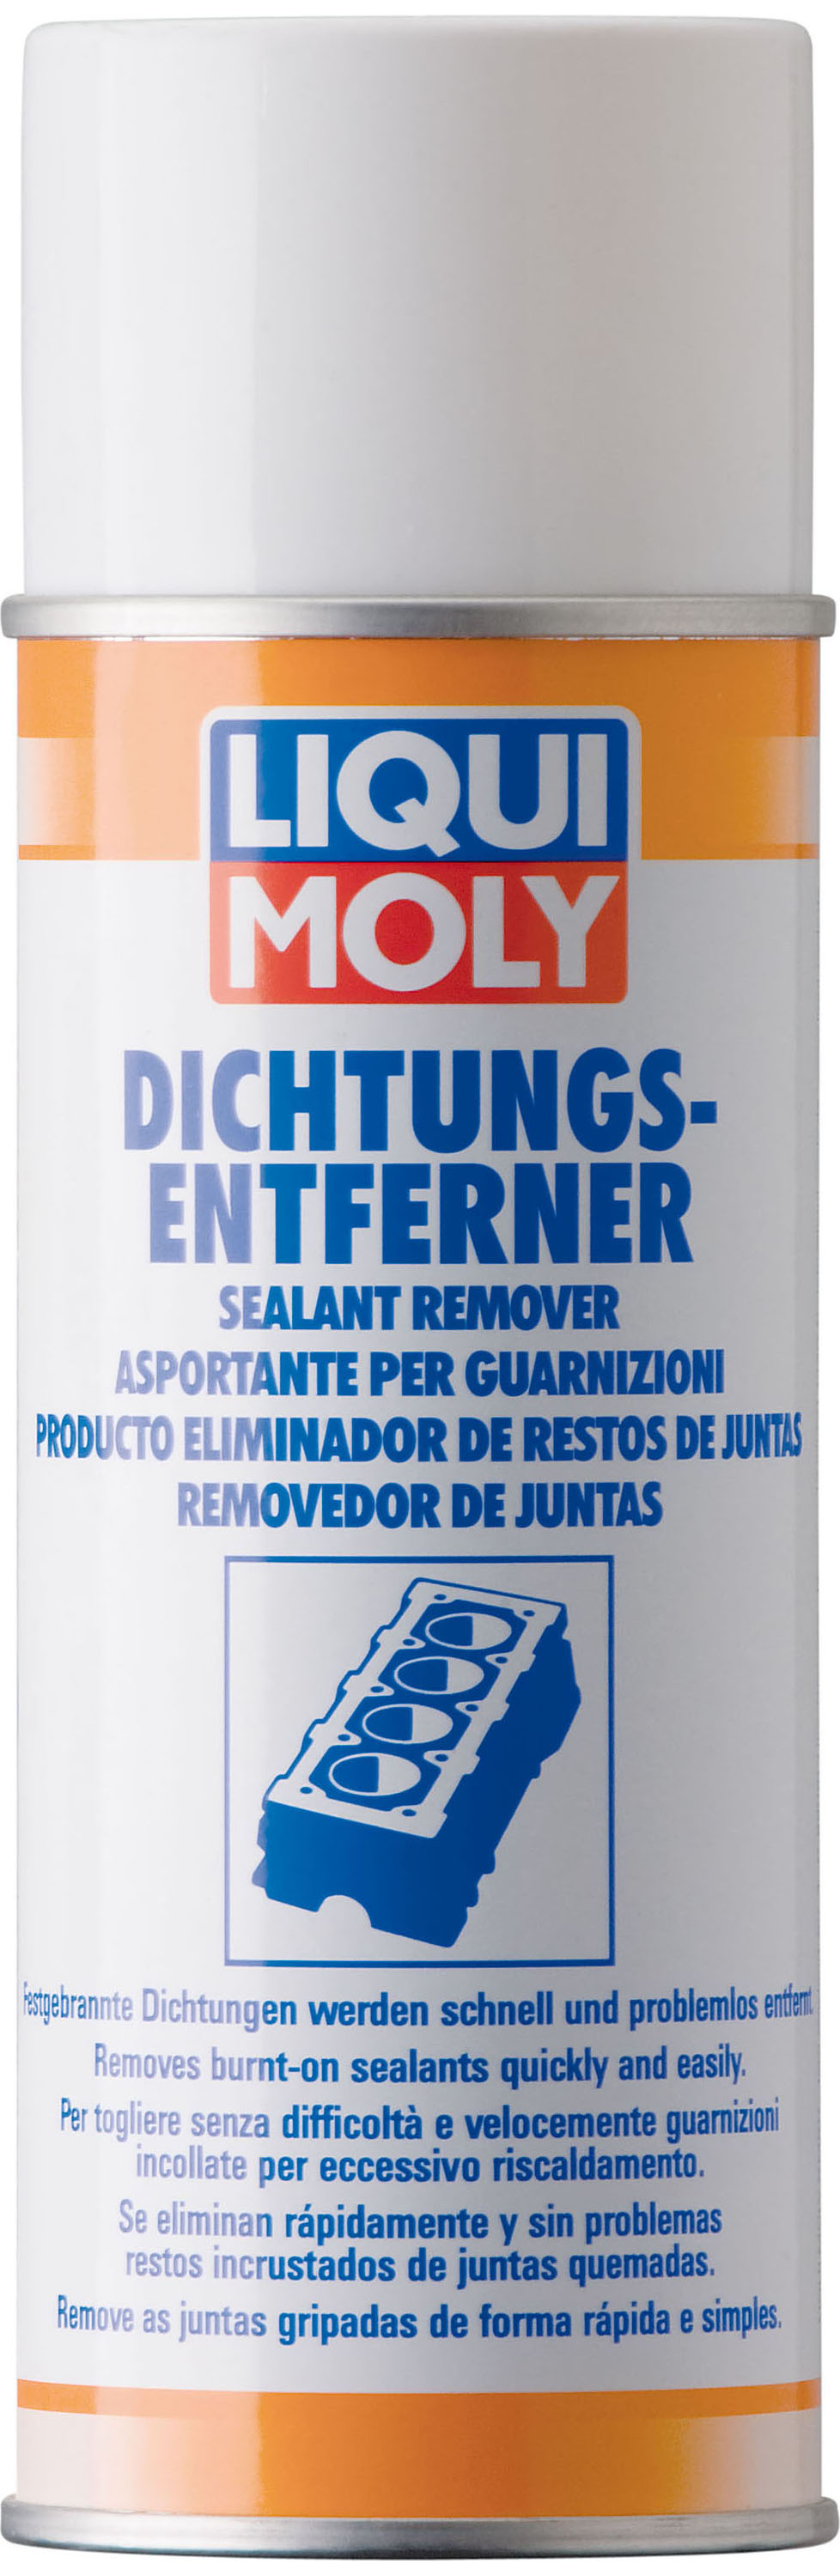 LIQUI
MOLY
DICHTUNGS-
ENTFERNER
SEALANT REMOVER
ASPORTANTE PER GUARNIZIONI
PRODUCTO ELIMINADOR DE RESTOS DE JUNTAS
REMOVEDOR DE JUNTAS
Festgebrannte Dichtungen werden schnell und problemlos entfernt.
Removes burnt-on sealants quickly and easily.
Per togliere senza difficoltà e velocemente guarnizioni
incollate per eccessivo riscaldamento.
Se eliminan rápidamente y sin problemas
restos incrustados de juntas quemadas.
Remove as juntas gripadas de forma rápida e simples.